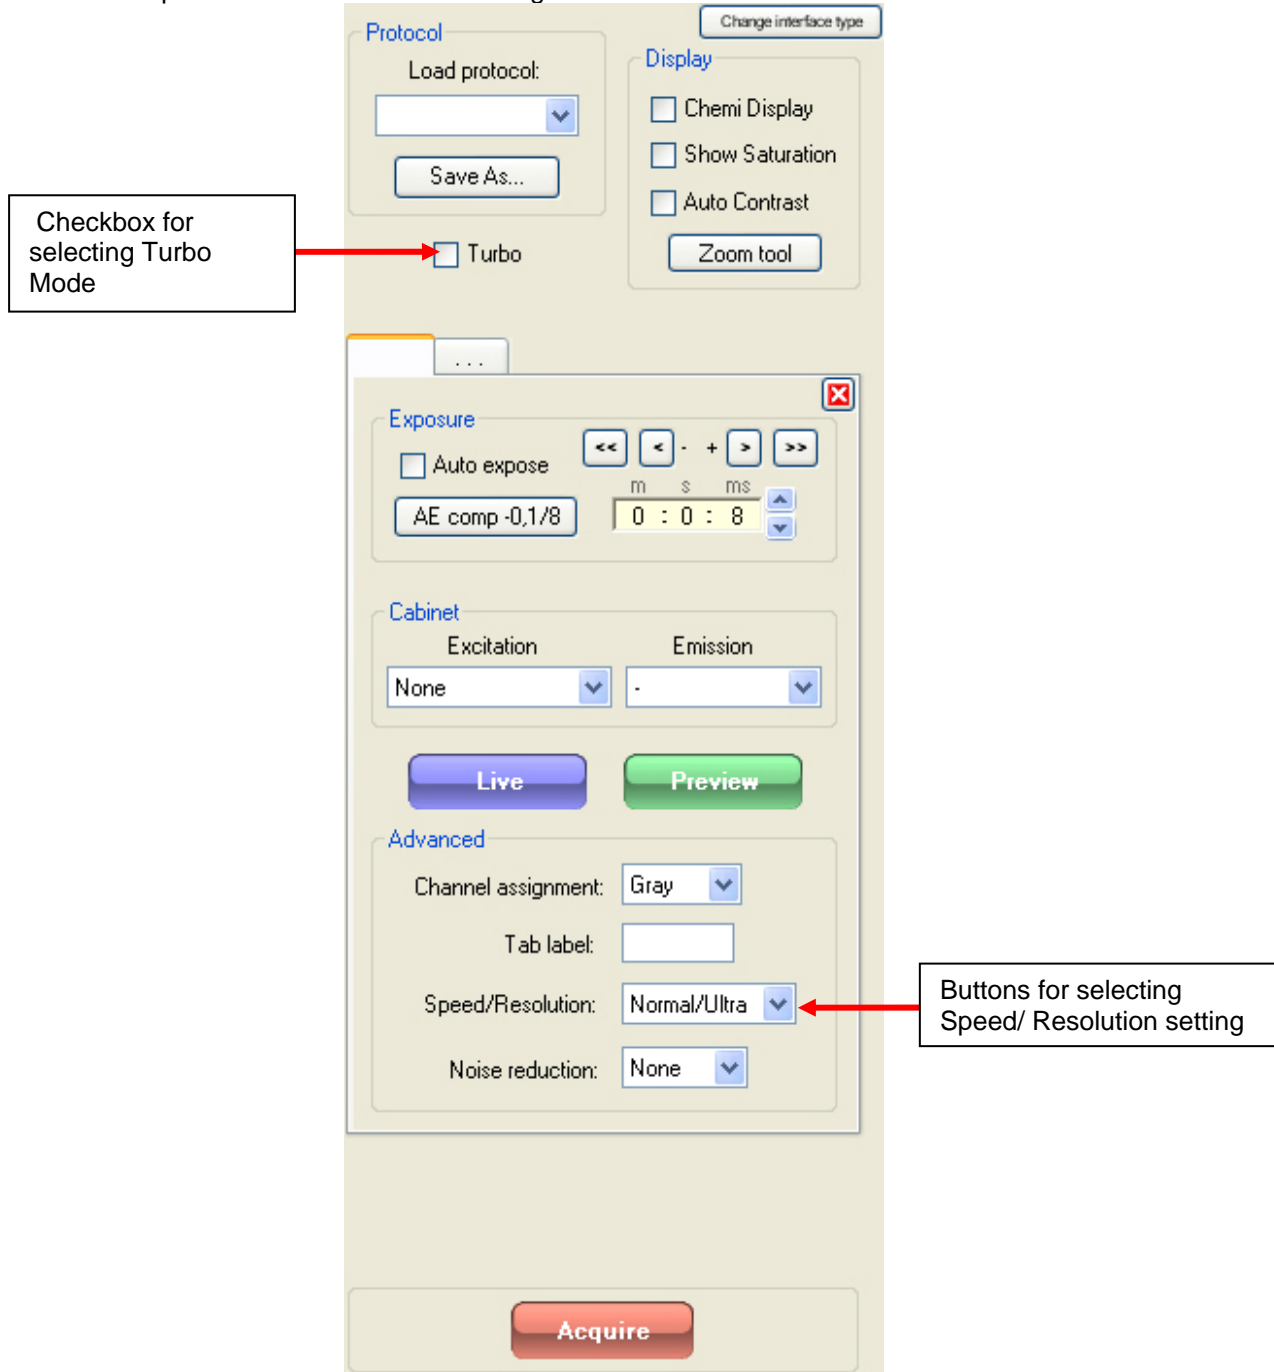 Change interface type
Protocol
Load protocol:
Save As...
Display
Chemi Display
Show Saturation
Auto Contrast
Zoom tool
Checkbox for
selecting Turbo
Mode
Turbo
...
Exposure
<< < - + > >>
Auto expose
m s ms
AE comp -0,1/8
0 : 0 : 8
Cabinet
Excitation Emission
None -
Live Preview
Advanced
Channel assignment: Gray
Tab label:
Speed/Resolution: Normal/Ultra
Buttons for selecting
Speed/ Resolution setting
Noise reduction: None
Acquire